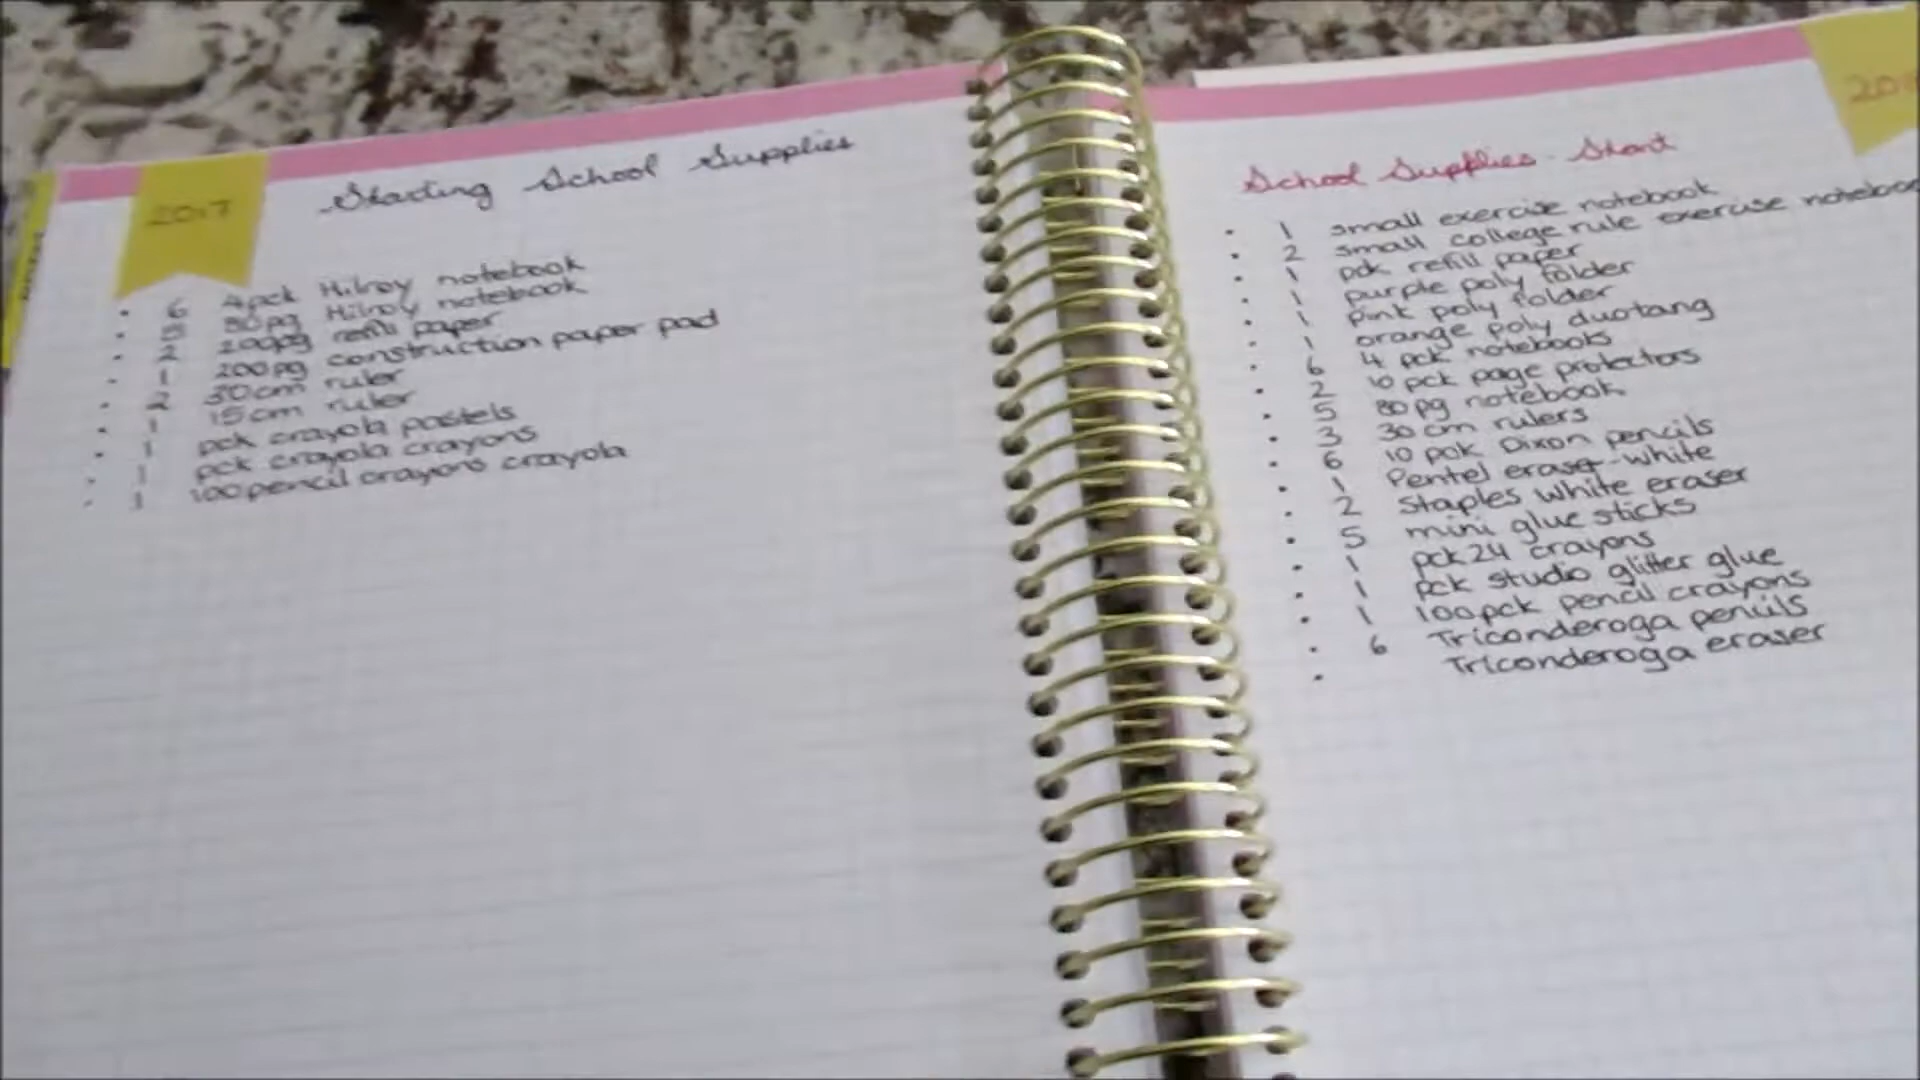 2017
Starting School Supplies
· 6 4pck Hilroy notebook
· 5 80pg Hilroy notebook
· 2 200pg refill paper
· 1 200pg construction paper pad
· 2 30cm ruler
· 1 15cm ruler
· 1 pck crayola pastels
· 1 pck crayola crayons
· 1 100pencil crayons crayola
School Supplies - Start
· 1 small exercise notebook
· 2 small college rule exercise notebook
· 1 pck refill paper
· 1 purple poly folder
· 1 pink poly folder
· 1 orange poly duotang
· 6 4 pck notebooks
· 2 10 pck page protectors
· 5 80 pg notebook
· 3 30 cm rulers
· 6 10 pck Dixon pencils
· 1 Pentel eraser-white
· 2 Staples white eraser
· 5 mini glue sticks
· 1 pck 24 crayons
· 1 pck studio glitter glue
· 1 100pck pencil crayons
· 6 Triconderoga pencils
· Triconderoga eraser